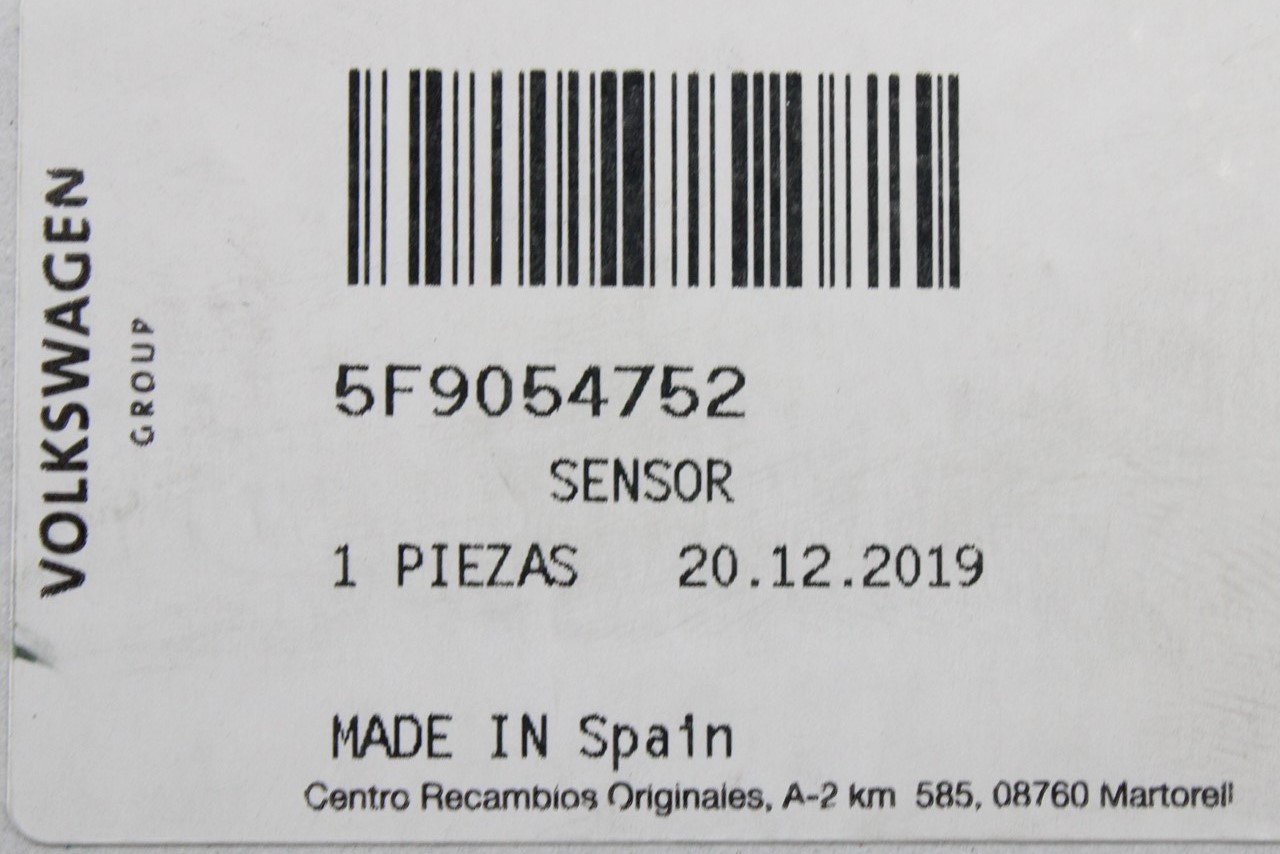 VOLKSWAGEN
GROUP
5F9054752
SENSOR
1 PIEZAS 20.12.2019
MADE IN Spain
Centro Recambios Originales, A-2 km 585, 08760 Martorell